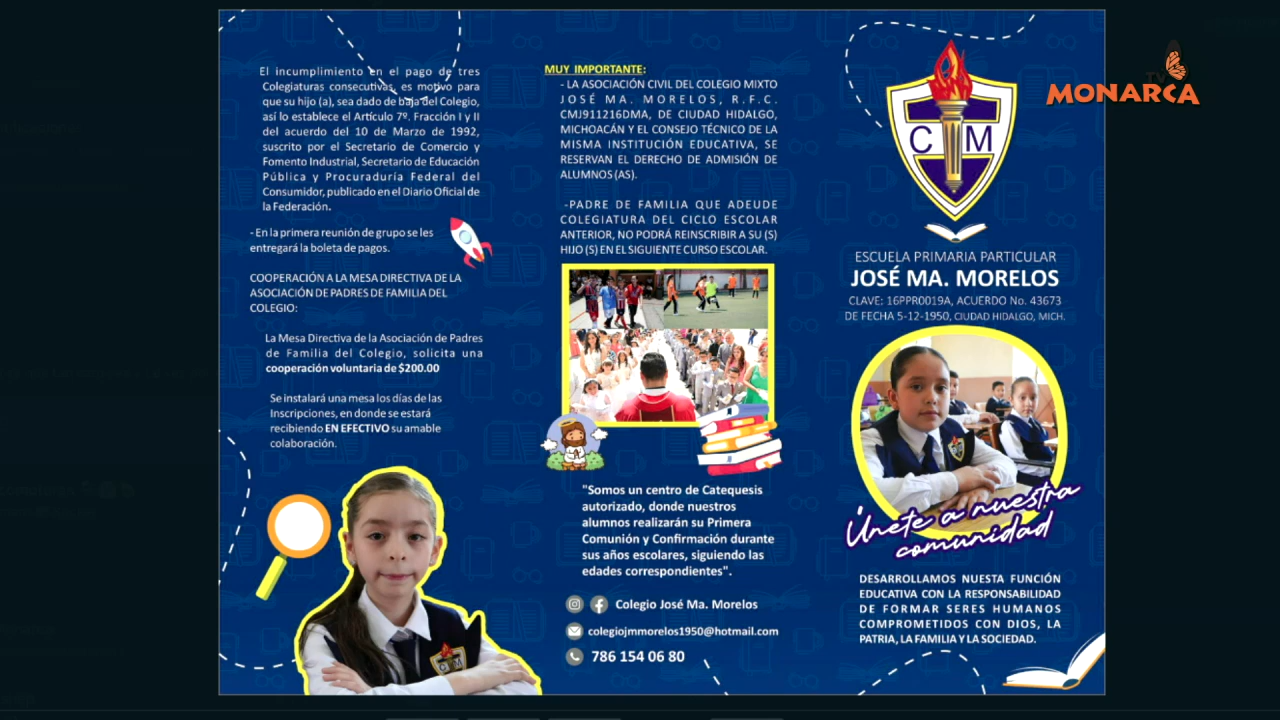 El incumplimiento en el pago de tres
Colegiaturas consecutivas, es motivo para
que su hijo (a), sea dado de baja del Colegio,
así lo establece el Artículo 7º. Fracción I y II
del acuerdo del 10 de Marzo de 1992,
suscrito por el Secretario de Comercio y
Fomento Industrial, Secretario de Educación
Pública y Procuraduría Federal del
Consumidor, publicado en el Diario Oficial de
la Federación.
- En la primera reunión de grupo se les
entregará la boleta de pagos.
COOPERACIÓN A LA MESA DIRECTIVA DE LA
ASOCIACIÓN DE PADRES DE FAMILIA DEL
COLEGIO:
La Mesa Directiva de la Asociación de Padres
de Familia del Colegio, solicita una
cooperación voluntaria de $200.00
Se instalará una mesa los días de las
Inscripciones, en donde se estará
recibiendo EN EFECTIVO su amable
colaboración.
MUY IMPORTANTE:
- LA ASOCIACIÓN CIVIL DEL COLEGIO MIXTO
JOSÉ MA. MORELOS, R.F.C.
CMJ911216DMA, DE CIUDAD HIDALGO,
MICHOACÁN Y EL CONSEJO TÉCNICO DE LA
MISMA INSTITUCIÓN EDUCATIVA, SE
RESERVAN EL DERECHO DE ADMISIÓN DE
ALUMNOS (AS).
-PADRE DE FAMILIA QUE ADEUDE
COLEGIATURA DEL CICLO ESCOLAR
ANTERIOR, NO PODRÁ REINSCRIBIR A SU (S)
HIJO (S) EN EL SIGUIENTE CURSO ESCOLAR.
"Somos un centro de Catequesis
autorizado, donde nuestros
alumnos realizarán su Primera
Comunión y Confirmación durante
sus años escolares, siguiendo las
edades correspondientes".
Colegio José Ma. Morelos
colegiojmmorelos1950@hotmail.com
786 154 06 80
TV
MONARCA
C M
ESCUELA PRIMARIA PARTICULAR
JOSÉ MA. MORELOS
CLAVE: 16PPR0019A, ACUERDO No. 43673
DE FECHA 5-12-1950, CIUDAD HIDALGO, MICH.
Únete a nuestra
comunidad
DESARROLLAMOS NUESTA FUNCIÓN
EDUCATIVA CON LA RESPONSABILIDAD
DE FORMAR SERES HUMANOS
COMPROMETIDOS CON DIOS, LA
PATRIA, LA FAMILIA Y LA SOCIEDAD.